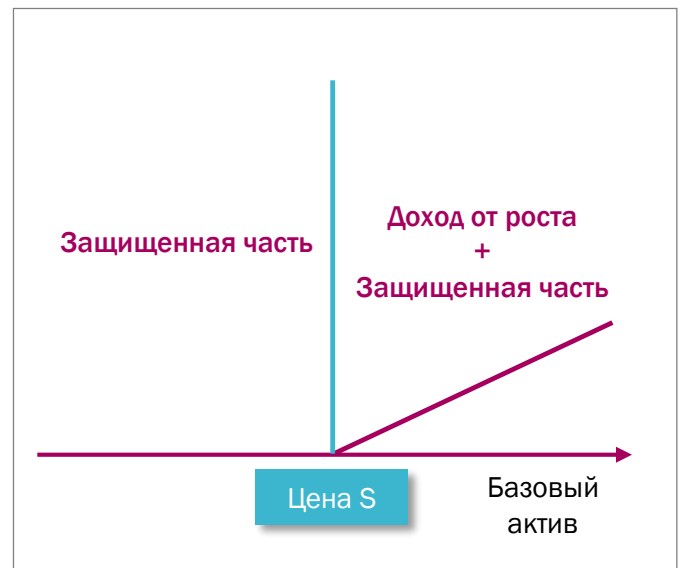 Защищенная часть
Доход от роста
+
Защищенная часть
Цена S
Базовый
актив